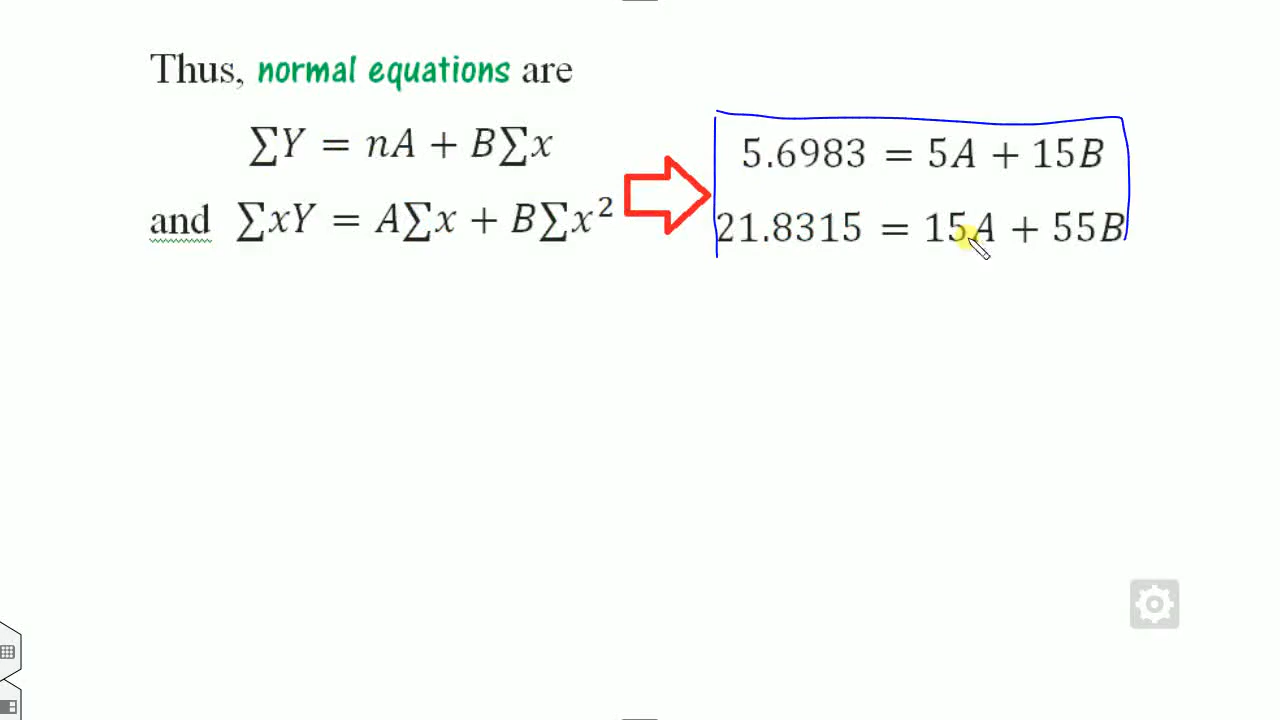 Thus, normal equations are
∑Y = nA + B∑x
and ∑xY = A∑x + B∑x²
5.6983 = 5A + 15B
21.8315 = 15A + 55B